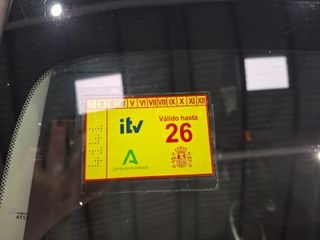 V VI VII VIII IX X XI XII
itv
Válido hasta
26
Junta de Andalucía